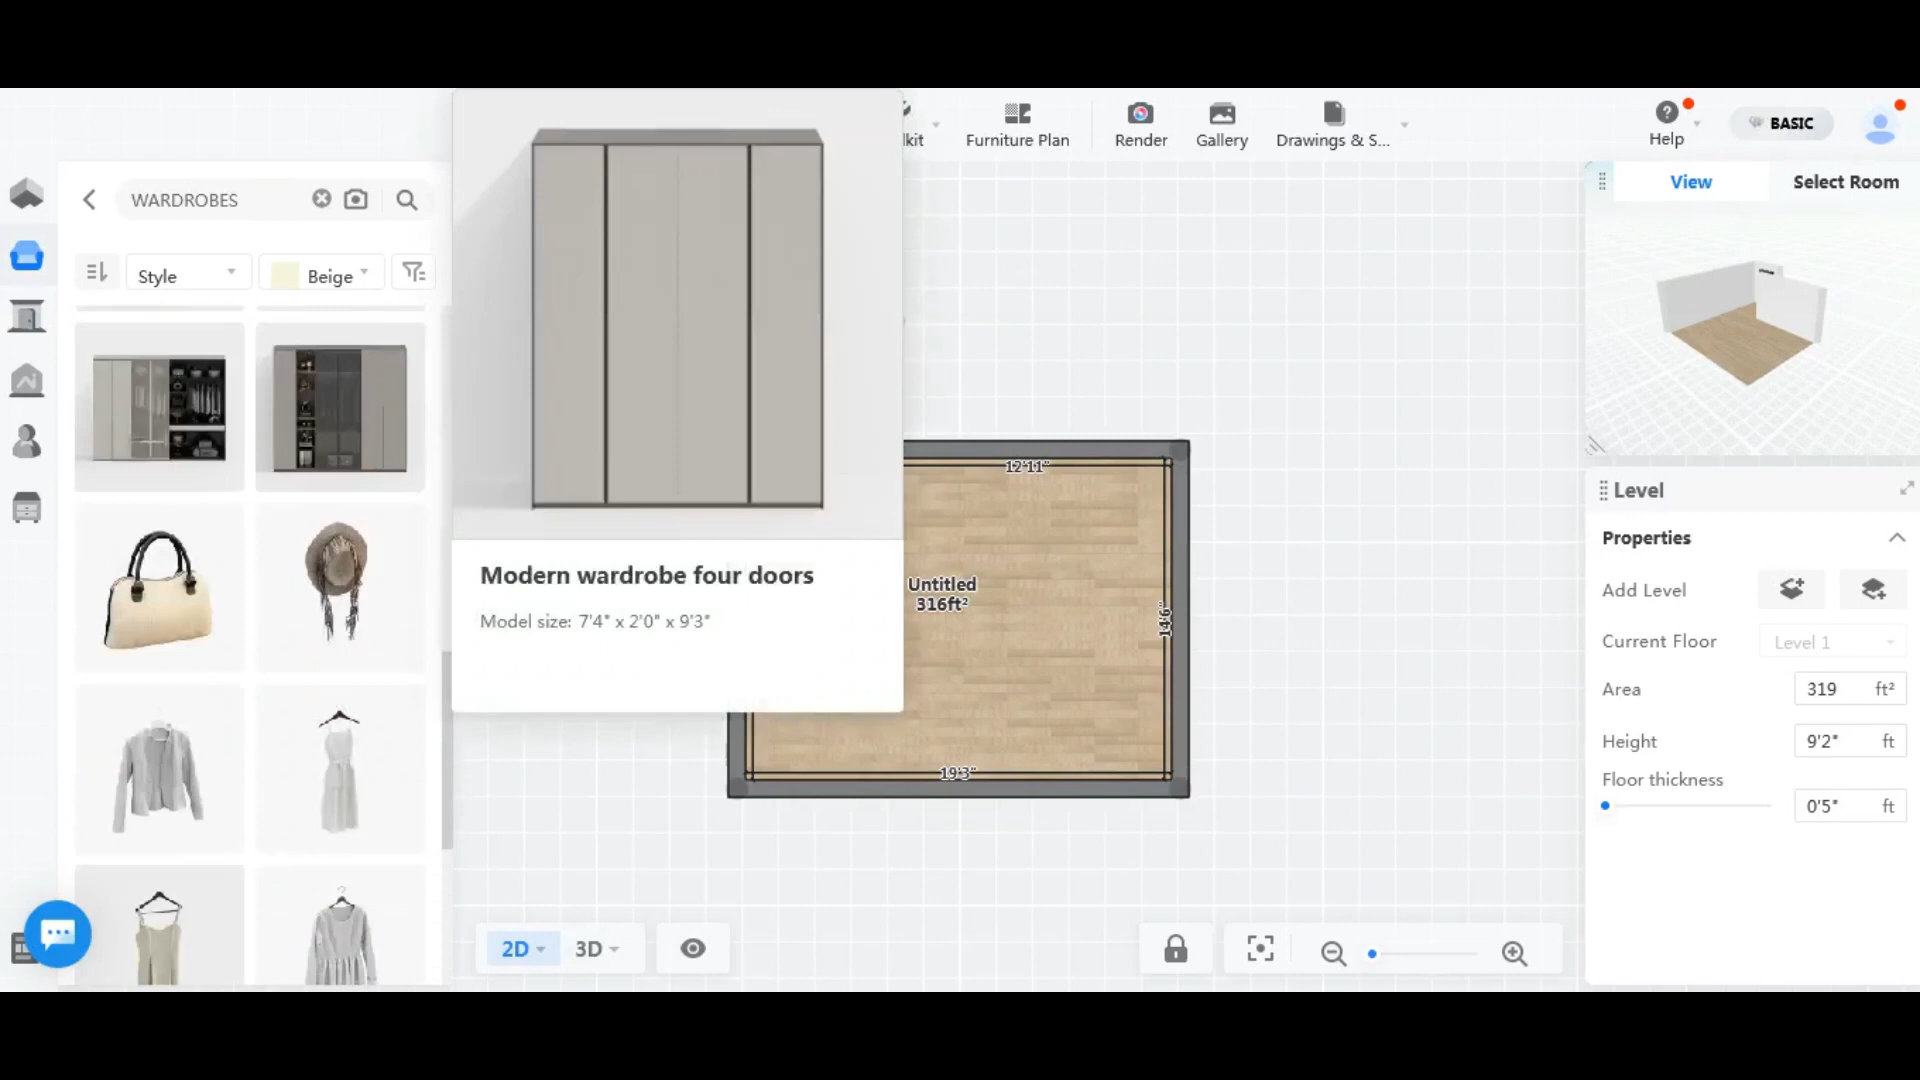 lkit
Furniture Plan
Render
Gallery
Drawings & S...
Help
BASIC
WARDROBES
Style
Beige
Modern wardrobe four doors
Model size: 7'4" x 2'0" x 9'3"
12'11"
Untitled
316ft²
14'6"
19'3"
View
Select Room
Level
Properties
Add Level
Current Floor
Level 1
Area
319 ft²
Height
9'2" ft
Floor thickness
0'5" ft
2D
3D